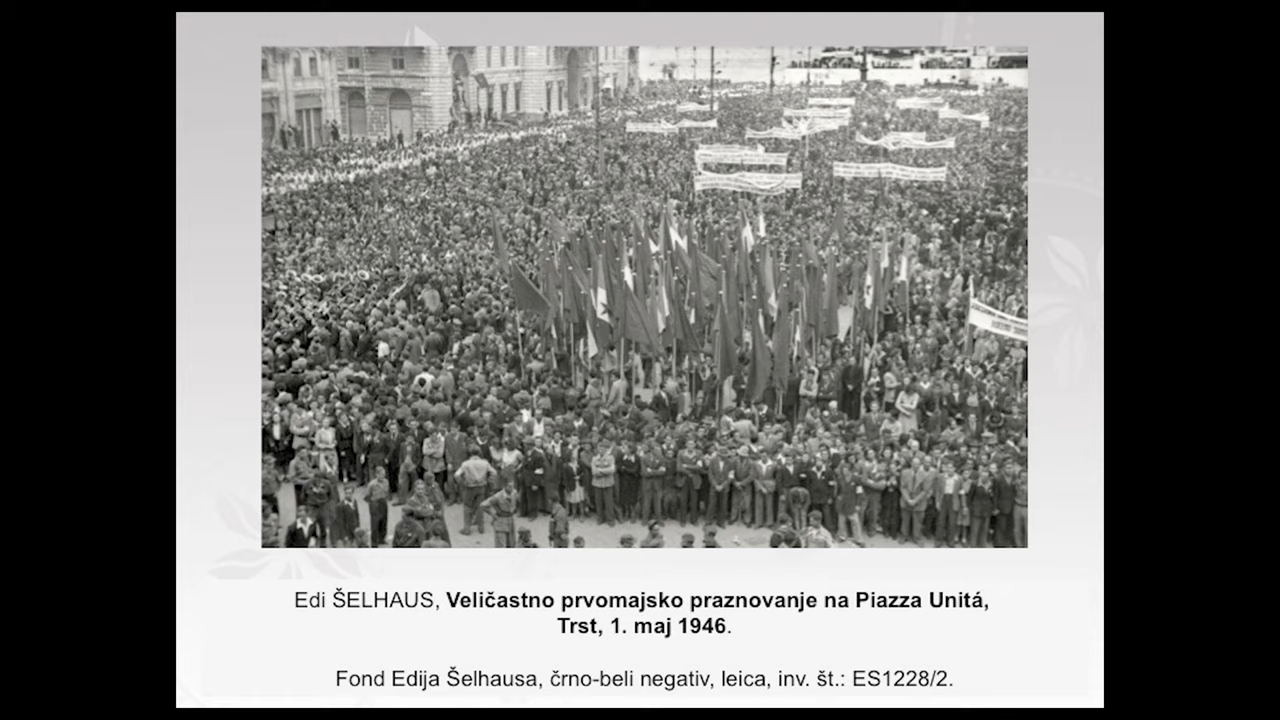 Edi ŠELHAUS, Veličastno prvomajsko praznovanje na Piazza Unitá,
Trst, 1. maj 1946.
Fond Edija Šelhausa, črno-beli negativ, leica, inv. št.: ES1228/2.